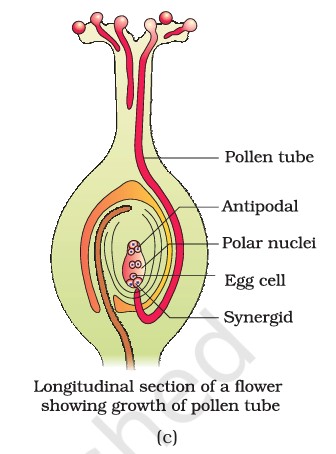 Pollen tube
Antipodal
Polar nuclei
Egg cell
Synergid
Longitudinal section of a flower
showing growth of pollen tube
(c)